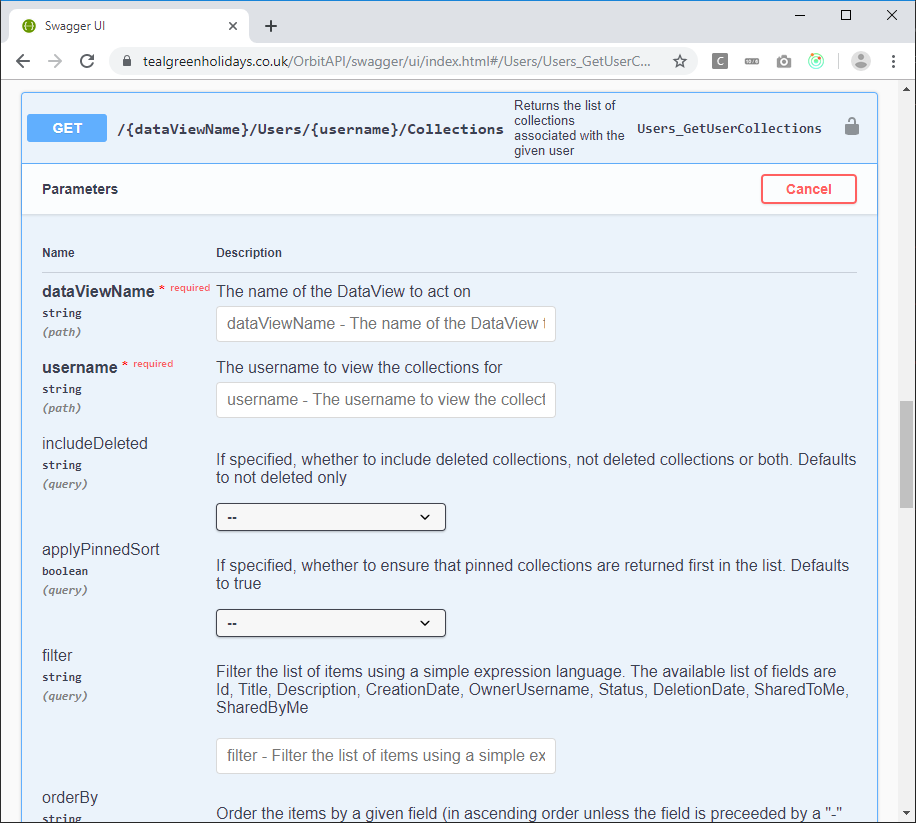 Swagger UI
tealgreenholidays.co.uk/OrbitAPI/swagger/ui/index.html#/Users/Users_GetUserC...
C
GET
/{dataViewName}/Users/{username}/Collections
Returns the list of
collections
associated with the
given user
Users_GetUserCollections
Parameters
Cancel
Name
Description
dataViewName * required
The name of the DataView to act on
string
(path)
dataViewName - The name of the DataView t
username * required
The username to view the collections for
string
(path)
username - The username to view the collect
includeDeleted
string
(query)
If specified, whether to include deleted collections, not deleted collections or both. Defaults
to not deleted only
--
applyPinnedSort
boolean
(query)
If specified, whether to ensure that pinned collections are returned first in the list. Defaults
to true
--
filter
string
(query)
Filter the list of items using a simple expression language. The available list of fields are
Id, Title, Description, CreationDate, OwnerUsername, Status, DeletionDate, SharedToMe,
SharedByMe
filter - Filter the list of items using a simple ex
orderBy
string
Order the items by a given field (in ascending order unless the field is preceeded by a "-"